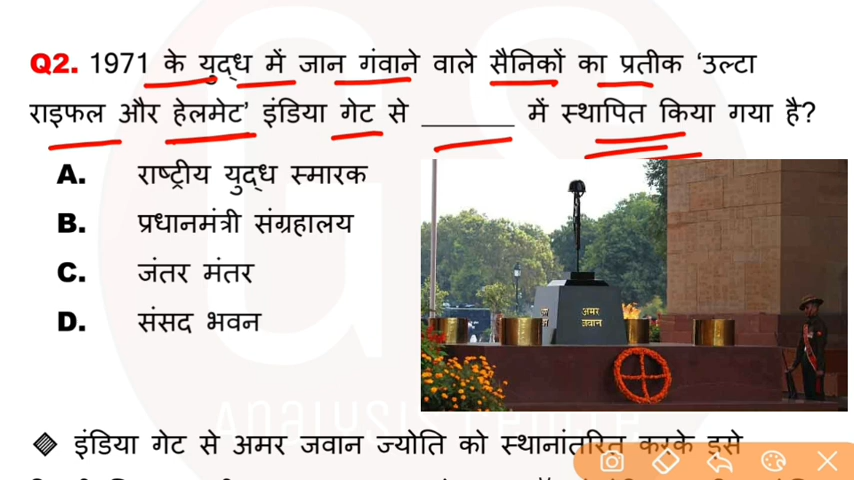 Q2. 1971 के युद्ध में जान गंवाने वाले सैनिकों का प्रतीक ‘उल्टा
राइफल और हेलमेट’ इंडिया गेट से ________ में स्थापित किया गया है?
A. राष्ट्रीय युद्ध स्मारक
B. प्रधानमंत्री संग्रहालय
C. जंतर मंतर
D. संसद भवन
अमर
जवान
इंडिया गेट से अमर जवान ज्योति को स्थानांतरित करके इसे